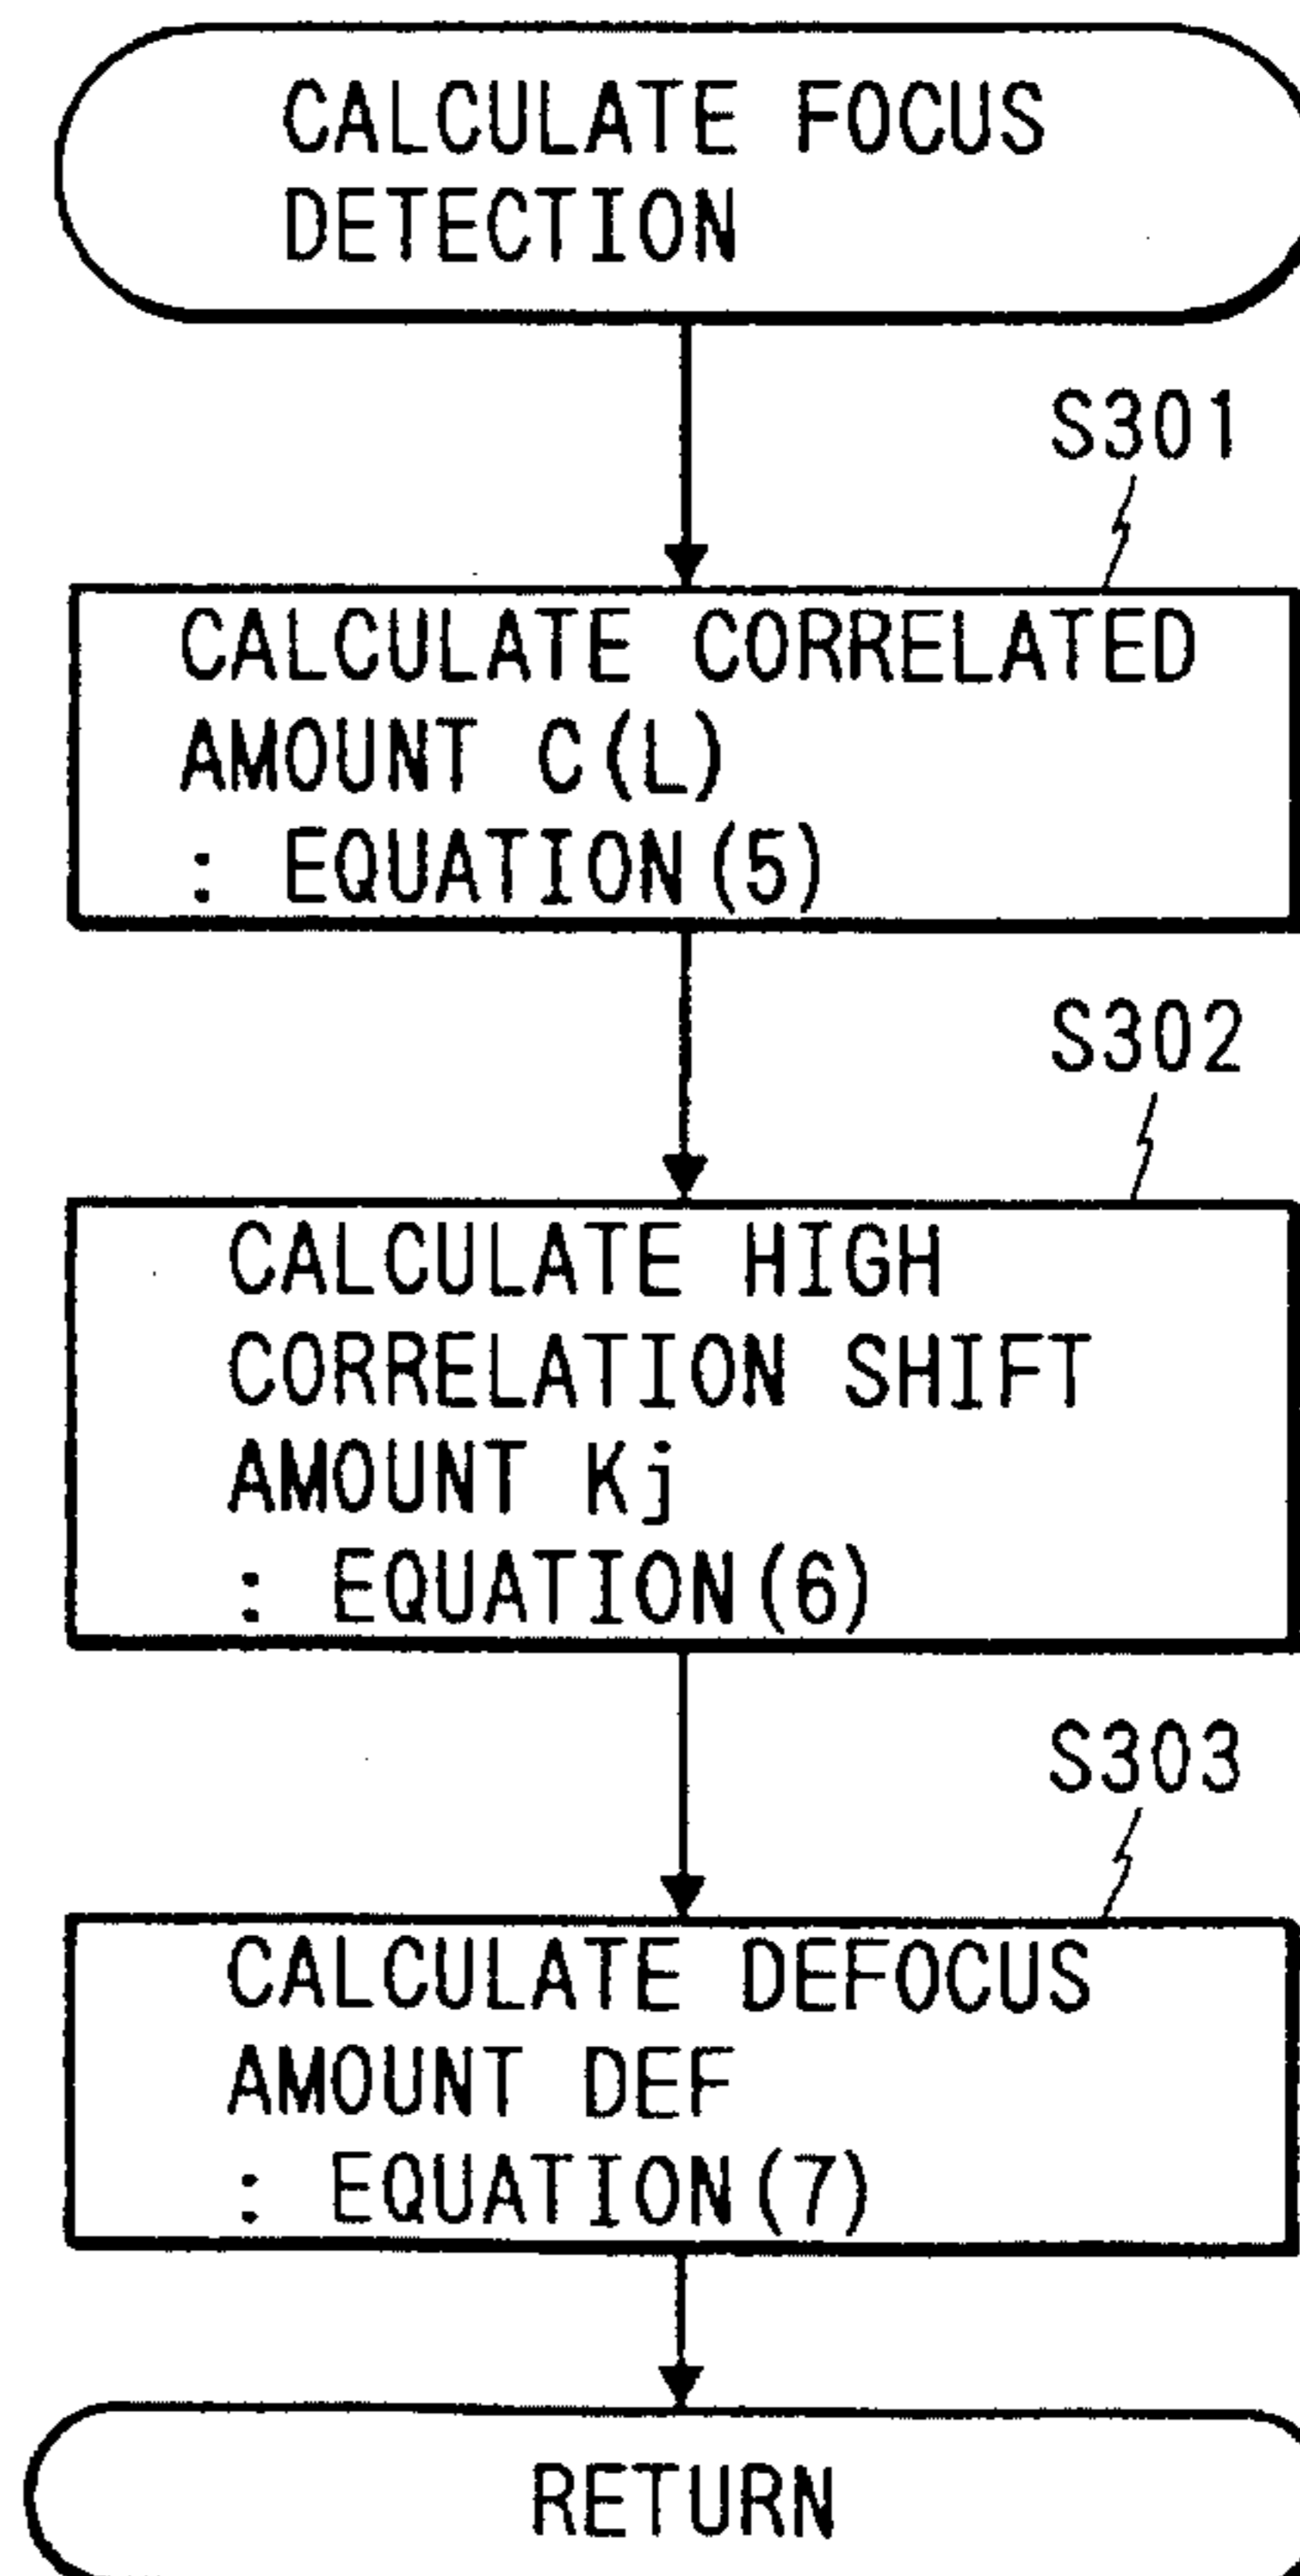 CALCULATE FOCUS
DETECTION
S301
CALCULATE CORRELATED
AMOUNT C(L)
: EQUATION(5)
S302
CALCULATE HIGH
CORRELATION SHIFT
AMOUNT Kj
: EQUATION(6)
S303
CALCULATE DEFOCUS
AMOUNT DEF
: EQUATION(7)
RETURN